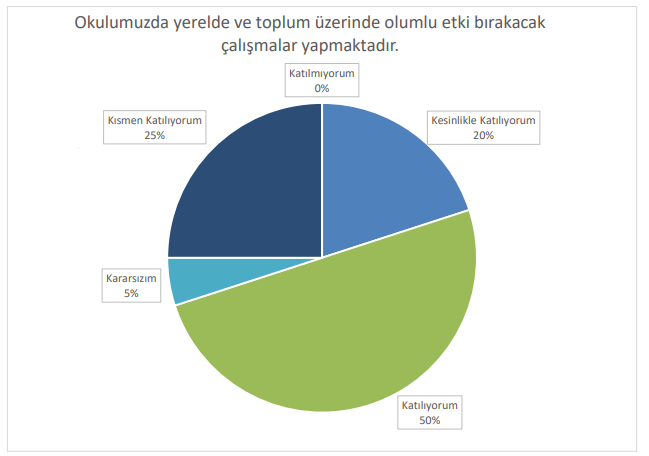 Okulumuzda yerelde ve toplum üzerinde olumlu etki bırakacak
çalışmalar yapmaktadır.
Katılmıyorum
0%
Kısmen Katılıyorum
25%
Kesinlikle Katılıyorum
20%
Kararsızım
5%
Katılıyorum
50%